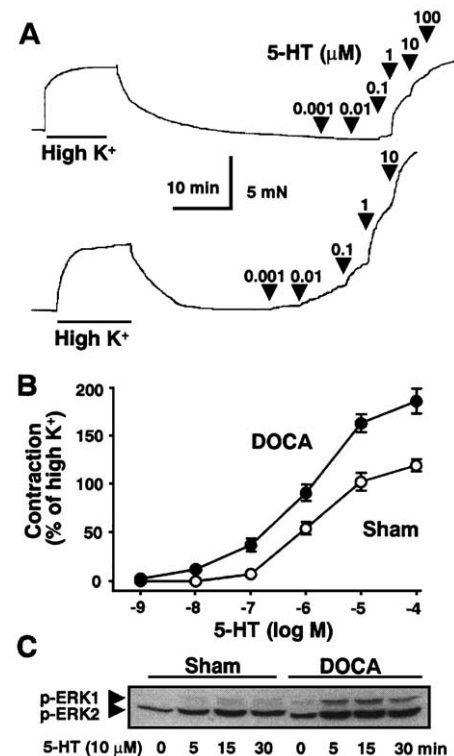 A
5-HT (μM)
100
10
1
0.1
0.001 0.01
High K+
10 min 5 mN
10
1
0.1
0.001 0.01
High K+
B
200
150
100
50
0
Contraction
(% of high K+)
DOCA
Sham
-9 -8 -7 -6 -5 -4
5-HT (log M)
C
Sham DOCA
p-ERK1
p-ERK2
5-HT (10 μM) 0 5 15 30 0 5 15 30 min